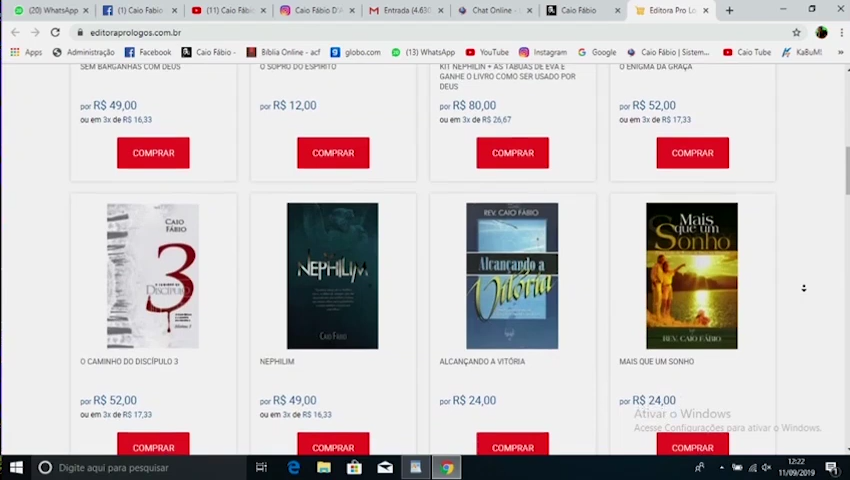 (20) WhatsApp
(1) Caio Fábio
(11) Caio Fábio
Caio Fábio D'A
Entrada (4.63
Chat Online -
Caio Fábio
Editora Pro Lo
editoraprologos.com.br
Apps
Administração
Facebook
Caio Fábio -
Bíblia Online - acf
globo.com
(13) WhatsApp
YouTube
Instagram
Google
Caio Fábio | Sistem...
Caio Tube
KaBuM!
SEM BARGANHAS COM DEUS
O SOPRO DO ESPIRITO
KIT NEPHILIN + AS TÁBUAS DE EVA E
GANHE O LIVRO COMO SER USADO POR
DEUS
O ENIGMA DA GRAÇA
por R$ 49,00
ou em 3x de R$ 16,33
por R$ 12,00
por R$ 80,00
ou em 3x de R$ 26,67
por R$ 52,00
ou em 3x de R$ 17,33
COMPRAR
COMPRAR
COMPRAR
COMPRAR
CAIO
FÁBIO
3
O CAMINHO DO
DISCÍPULO
NEPHILIM
CAIO FÁBIO
REV. CAIO FÁBIO
Alcançando a
Vitória
Mais
que um
Sonho
REV. CAIO FÁBIO
O CAMINHO DO DISCÍPULO 3
NEPHILIM
ALCANÇANDO A VITÓRIA
MAIS QUE UM SONHO
por R$ 52,00
ou em 3x de R$ 17,33
por R$ 49,00
ou em 3x de R$ 16,33
por R$ 24,00
por R$ 24,00
Ativar o Windows
Acesse Configurações para ativar o Windows.
COMPRAR
COMPRAR
COMPRAR
COMPRAR
Digite aqui para pesquisar
12:22
11/09/2019